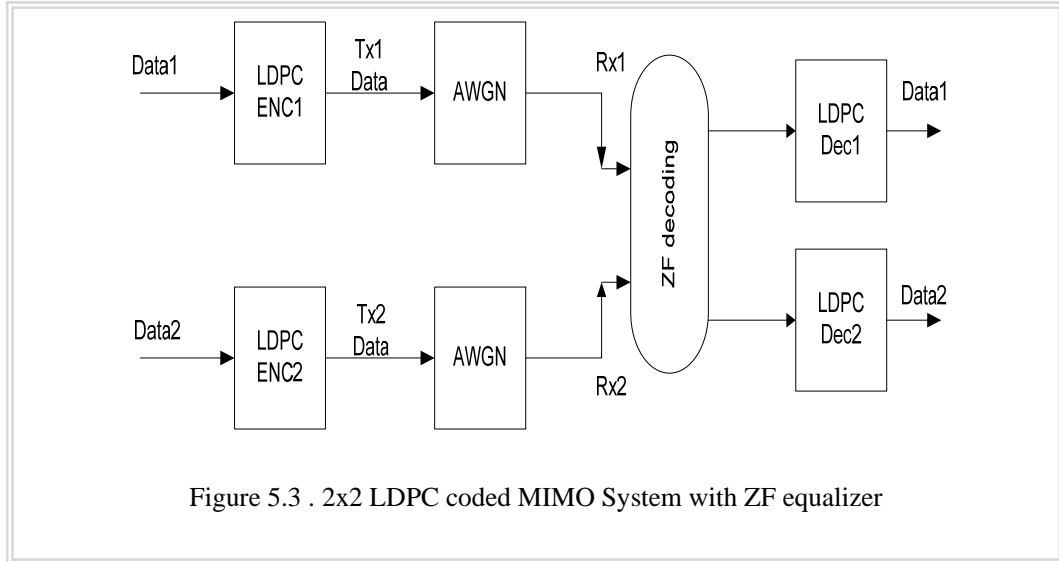 Data1
LDPC
ENC1
Tx1
Data
AWGN
Rx1
ZF decoding
LDPC
Dec1
Data1
Data2
LDPC
ENC2
Tx2
Data
AWGN
Rx2
LDPC
Dec2
Data2
Figure 5.3 . 2x2 LDPC coded MIMO System with ZF equalizer